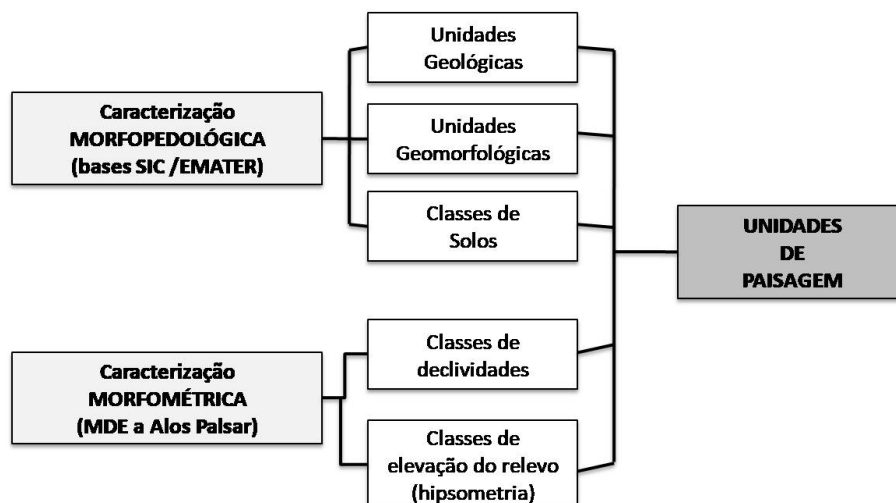 Unidades
Geológicas
Caracterização
MORFOPEDOLÓGICA
(bases SIC /EMATER)
Unidades
Geomorfológicas
Classes de
Solos
UNIDADES
DE
PAISAGEM
Caracterização
MORFOMÉTRICA
(MDE a Alos Palsar)
Classes de
declividades
Classes de
elevação do relevo
(hipsometria)